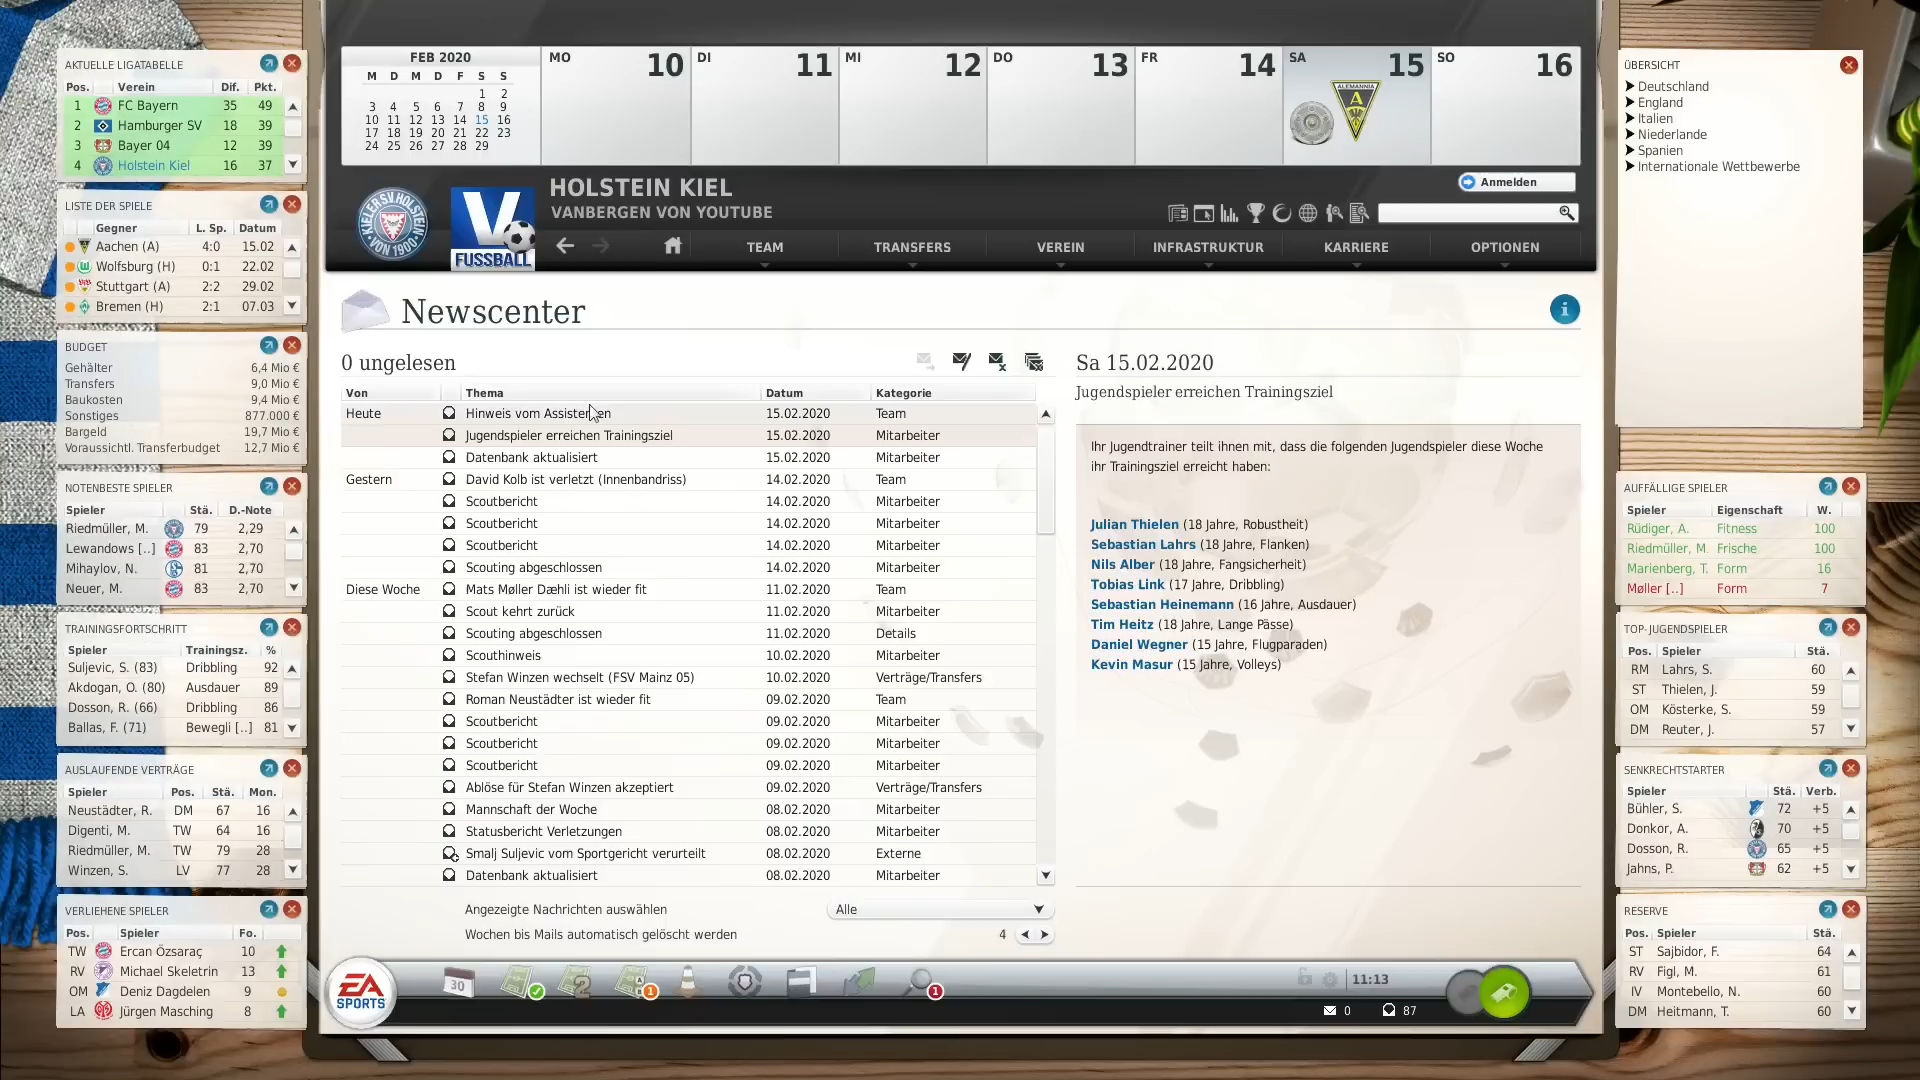 AKTUELLE LIGATABELLE
Pos. Verein Dif. Pkt.
1 FC Bayern 35 49
2 Hamburger SV 18 39
3 Bayer 04 12 39
4 Holstein Kiel 16 37
LISTE DER SPIELE
Gegner L. Sp. Datum
Aachen (A) 4:0 15.02
Wolfsburg (H) 0:1 22.02
Stuttgart (A) 2:2 29.02
Bremen (H) 2:1 07.03
BUDGET
Gehälter 6,4 Mio €
Transfers 9,0 Mio €
Baukosten 9,4 Mio €
Sonstiges 877.000 €
Bargeld 19,7 Mio €
Voraussichtl. Transferbudget 12,7 Mio €
NOTENBESTE SPIELER
Spieler Stä. D.-Note
Riedmüller, M. 79 2,29
Lewandows [..] 83 2,70
Mihaylov, N. 81 2,70
Neuer, M. 83 2,70
TRAININGSFORTSCHRITT
Spieler Trainingsz. %
Suljevic, S. (83) Dribbling 92
Akdogan, O. (80) Ausdauer 89
Dosson, R. (66) Dribbling 86
Ballas, F. (71) Bewegli [..] 81
AUSLAUFENDE VERTRÄGE
Spieler Pos. Stä. Mon.
Neustädter, R. DM 67 16
Digenti, M. TW 64 16
Riedmüller, M. TW 79 28
Winzen, S. LV 77 28
VERLIEHENE SPIELER
Pos. Spieler Fo.
TW Ercan Özsaraç 10
RV Michael Skeletrin 13
OM Deniz Dagdelen 9
LA Jürgen Masching 8
FEB 2020
M D M D F S S
1 2
3 4 5 6 7 8 9
10 11 12 13 14 15 16
17 18 19 20 21 22 23
24 25 26 27 28 29
MO 10 DI 11 MI 12 DO 13 FR 14 SA 15 SO 16
ALEMANNIA
A
KIELER S.V. HOLSTEIN
VON 1900
V
FUSSBALL
HOLSTEIN KIEL
VANBERGEN VON YOUTUBE
Anmelden
TEAM TRANSFERS VEREIN INFRASTRUKTUR KARRIERE OPTIONEN
Newscenter
i
0 ungelesen
Von Thema Datum Kategorie
Heute Hinweis vom Assistenten 15.02.2020 Team
Jugendspieler erreichen Trainingsziel 15.02.2020 Mitarbeiter
Datenbank aktualisiert 15.02.2020 Mitarbeiter
Gestern David Kolb ist verletzt (Innenbandriss) 14.02.2020 Team
Scoutbericht 14.02.2020 Mitarbeiter
Scoutbericht 14.02.2020 Mitarbeiter
Scoutbericht 14.02.2020 Mitarbeiter
Scouting abgeschlossen 14.02.2020 Mitarbeiter
Diese Woche Mats Møller Dæhli ist wieder fit 11.02.2020 Team
Scout kehrt zurück 11.02.2020 Mitarbeiter
Scouting abgeschlossen 11.02.2020 Details
Scouthinweis 10.02.2020 Mitarbeiter
Stefan Winzen wechselt (FSV Mainz 05) 10.02.2020 Verträge/Transfers
Roman Neustädter ist wieder fit 09.02.2020 Team
Scoutbericht 09.02.2020 Mitarbeiter
Scoutbericht 09.02.2020 Mitarbeiter
Scoutbericht 09.02.2020 Mitarbeiter
Ablöse für Stefan Winzen akzeptiert 09.02.2020 Verträge/Transfers
Mannschaft der Woche 08.02.2020 Mitarbeiter
Statusbericht Verletzungen 08.02.2020 Mitarbeiter
Smalj Suljevic vom Sportgericht verurteilt 08.02.2020 Externe
Datenbank aktualisiert 08.02.2020 Mitarbeiter
Angezeigte Nachrichten auswählen Alle
Wochen bis Mails automatisch gelöscht werden 4
Sa 15.02.2020
Jugendspieler erreichen Trainingsziel
Ihr Jugendtrainer teilt ihnen mit, dass die folgenden Jugendspieler diese Woche
ihr Trainingsziel erreicht haben:
Julian Thielen (18 Jahre, Robustheit)
Sebastian Lahrs (18 Jahre, Flanken)
Nils Alber (18 Jahre, Fangsicherheit)
Tobias Link (17 Jahre, Dribbling)
Sebastian Heinemann (16 Jahre, Ausdauer)
Tim Heitz (18 Jahre, Lange Pässe)
Daniel Wegner (15 Jahre, Flugparaden)
Kevin Masur (15 Jahre, Volleys)
EA
SPORTS
30
2
1
1
11:13
0 87
ÜBERSICHT
Deutschland
England
Italien
Niederlande
Spanien
Internationale Wettbewerbe
AUFFÄLLIGE SPIELER
Spieler Eigenschaft W.
Rüdiger, A. Fitness 100
Riedmüller, M. Frische 100
Marienberg, T. Form 16
Møller [..] Form 7
TOP-JUGENDSPIELER
Pos. Spieler Stä.
RM Lahrs, S. 60
ST Thielen, J. 59
OM Kösterke, S. 59
DM Reuter, J. 57
SENKRECHTSTARTER
Spieler Stä. Verb.
Bühler, S. 72 +5
Donkor, A. 70 +5
Dosson, R. 65 +5
Jahns, P. 62 +5
RESERVE
Pos. Spieler Stä.
ST Sajbidor, F. 64
RV Figl, M. 61
IV Montebello, N. 60
DM Heitmann, T. 60